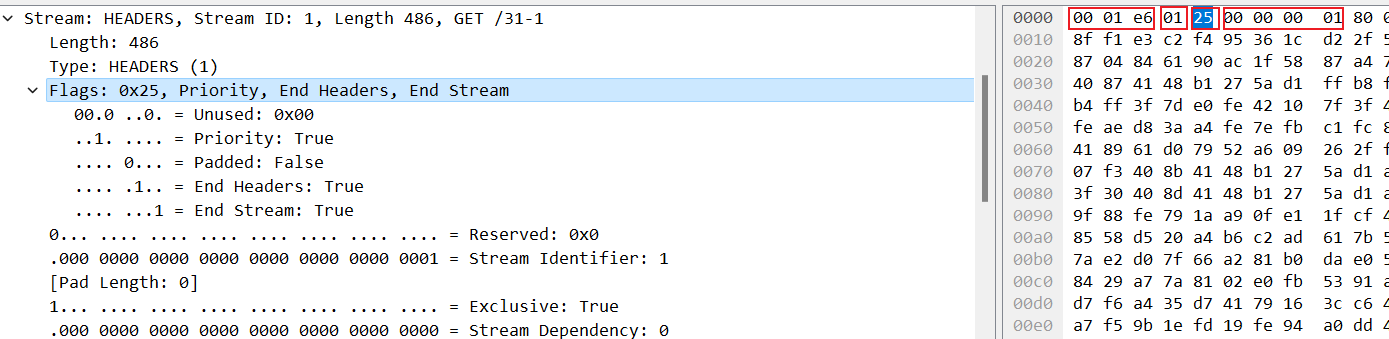 Stream: HEADERS, Stream ID: 1, Length 486, GET /31-1
Length: 486
Type: HEADERS (1)
Flags: 0x25, Priority, End Headers, End Stream
00.0 ..0. = Unused: 0x00
..1. .... = Priority: True
.... 0... = Padded: False
.... .1.. = End Headers: True
.... ...1 = End Stream: True
0... .... .... .... .... .... .... .... = Reserved: 0x0
.000 0000 0000 0000 0000 0000 0000 0001 = Stream Identifier: 1
[Pad Length: 0]
1... .... .... .... .... .... .... .... = Exclusive: True
.000 0000 0000 0000 0000 0000 0000 0000 = Stream Dependency: 0
0000 00 01 e6 01 25 00 00 00 01 80
0010 8f f1 e3 c2 f4 95 36 1c d2 2f
0020 87 04 84 61 90 ac 1f 58 87 a4
0030 40 87 41 48 b1 27 5a d1 ff b8
0040 b4 ff 3f 7d e0 fe 42 10 7f 3f
0050 fe ae d8 3a a4 fe 7e fb c1 fc
0060 41 89 61 d0 79 52 a6 09 26 2f
0070 07 f3 40 8b 41 48 b1 27 5a d1
0080 3f 30 40 8d 41 48 b1 27 5a d1
0090 9f 88 fe 79 1a a9 0f e1 1f cf
00a0 85 58 d5 20 a4 b6 c2 ad 61 7b
00b0 7a e2 d0 7f 66 a2 81 b0 da e0
00c0 84 29 a7 7a 81 02 e0 fb 53 91
00d0 d7 f6 a4 35 d7 41 79 16 3c c6
00e0 a7 f5 9b 1e fd 19 fe 94 a0 dd